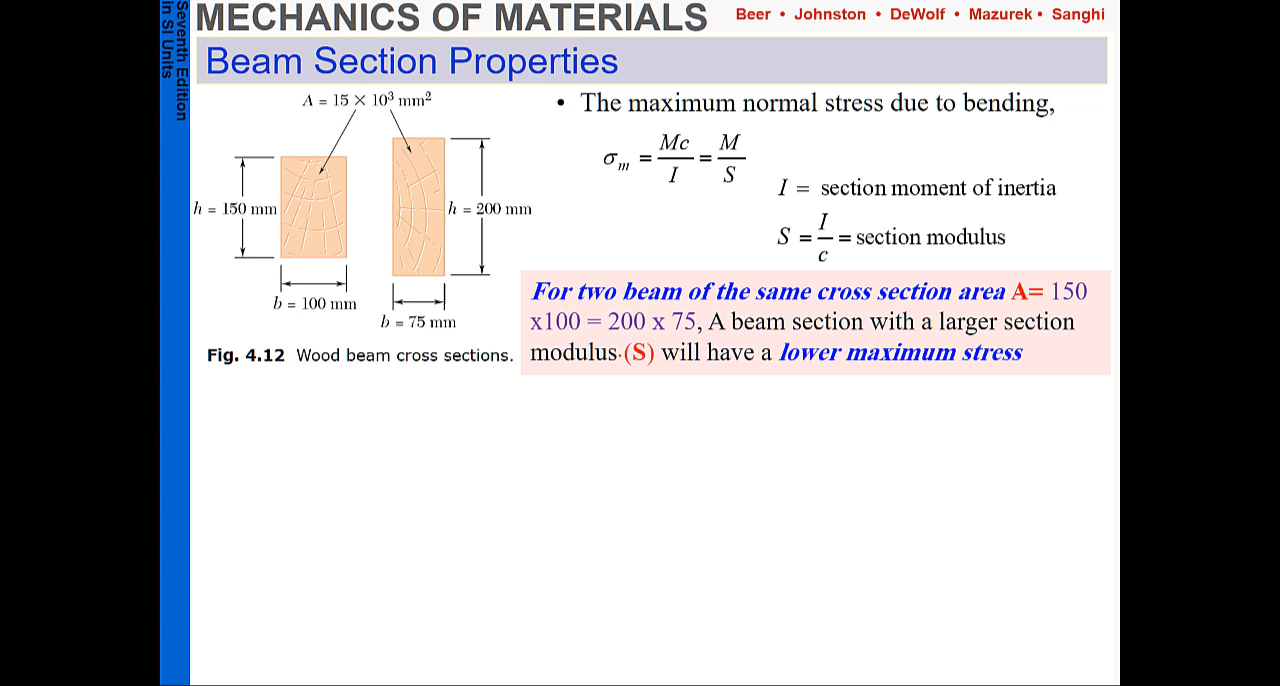 MECHANICS OF MATERIALS
Beer • Johnston • DeWolf • Mazurek • Sanghi
Seventh Edition
in SI Units
Beam Section Properties
A = 15 × 10³ mm²
h = 150 mm
h = 200 mm
b = 100 mm
b = 75 mm
Fig. 4.12 Wood beam cross sections.
• The maximum normal stress due to bending,
σm = Mc/I = M/S
I = section moment of inertia
S = I/c = section modulus
For two beam of the same cross section area A= 150
x100 = 200 x 75, A beam section with a larger section
modulus·(S) will have a lower maximum stress